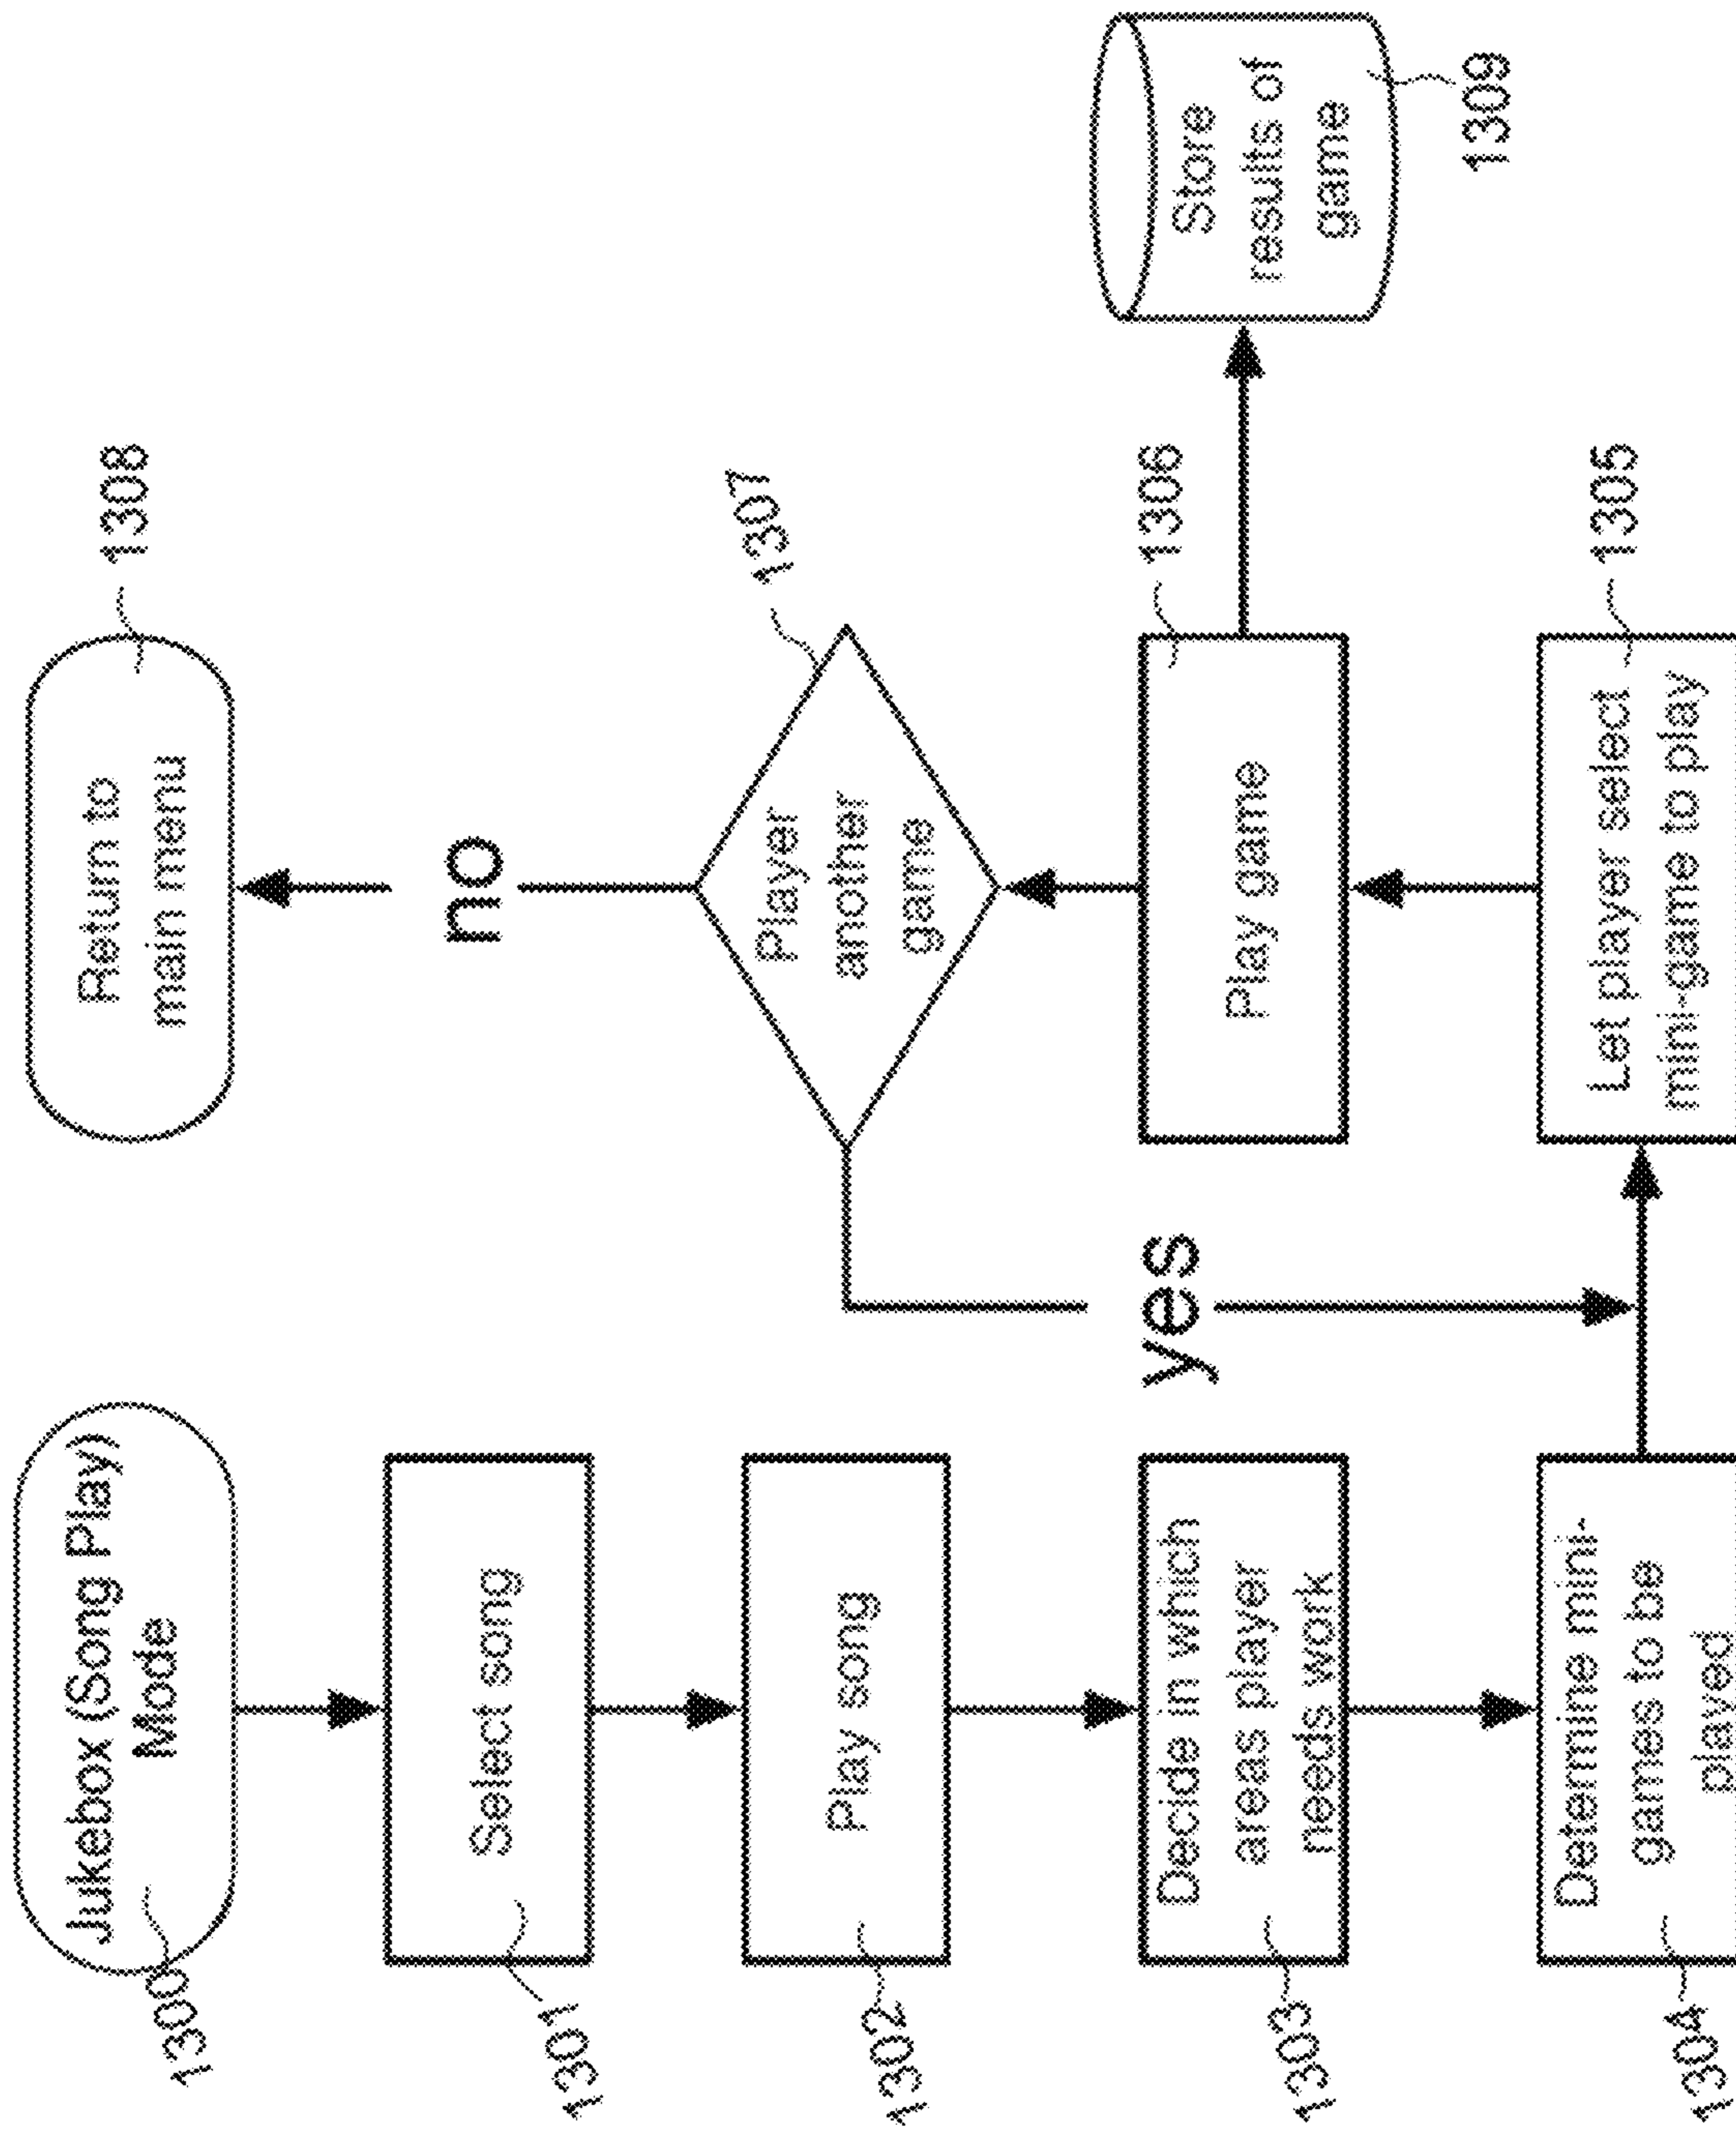 Jukebox (Song Play)
Mode
1300
Select song
1301
Play song
1302
Decide in which
areas player
needs work
1303
Determine mini-
games to be
played
1304
yes
Let player select
mini-game to play
1305
Play game
1306
Player
another
game
1307
no
Return to
main menu
1308
Store
results of
game
1309